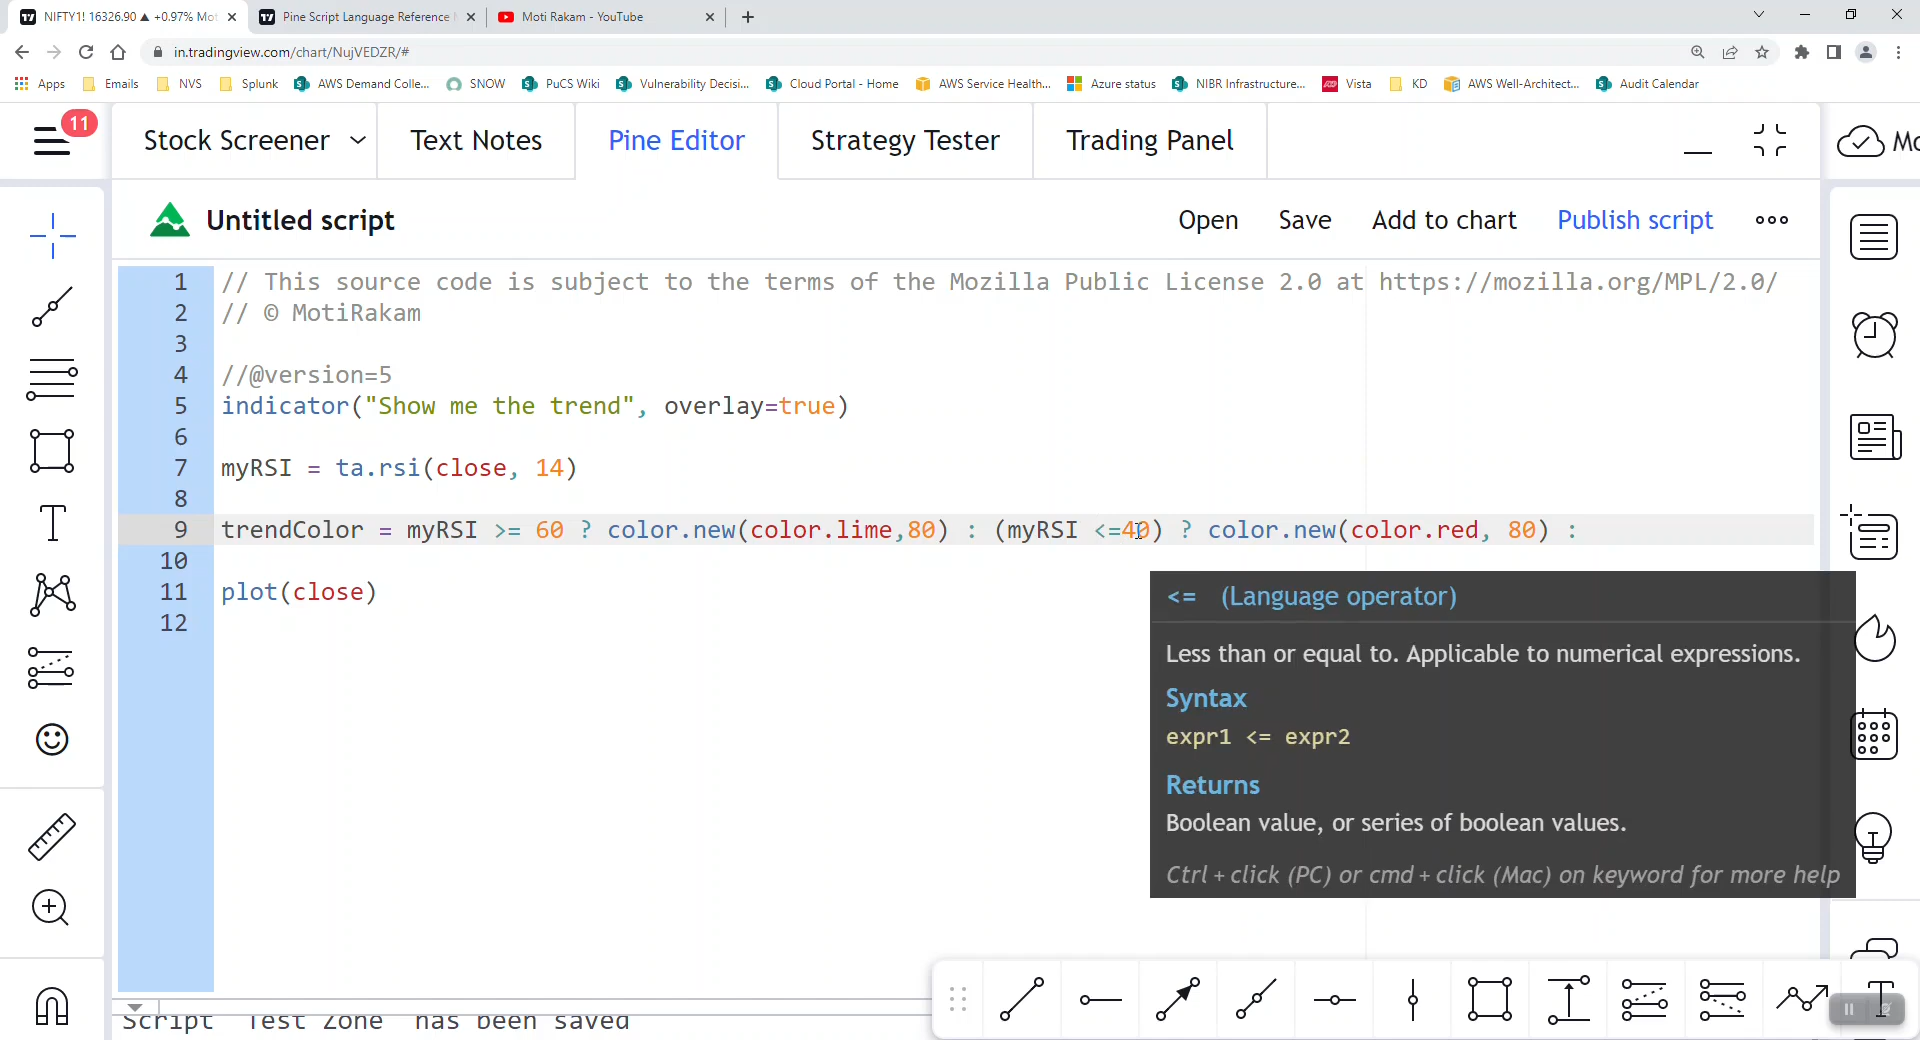 NIFTY1! 16326.90 ▲ +0.97% Mot
Pine Script Language Reference
Moti Rakam - YouTube
in.tradingview.com/chart/NujVEDZR/#
Apps Emails NVS Splunk AWS Demand Colle... SNOW PuCS Wiki Vulnerability Decisi... Cloud Portal - Home AWS Service Health... Azure status NIBR Infrastructure... Vista KD AWS Well-Architect... Audit Calendar
11
Stock Screener Text Notes Pine Editor Strategy Tester Trading Panel
Mo
Untitled script
Open Save Add to chart Publish script
1 // This source code is subject to the terms of the Mozilla Public License 2.0 at https://mozilla.org/MPL/2.0/
2 // © MotiRakam
3
4 //@version=5
5 indicator("Show me the trend", overlay=true)
6
7 myRSI = ta.rsi(close, 14)
8
9 trendColor = myRSI >= 60 ? color.new(color.lime,80) : (myRSI <=40) ? color.new(color.red, 80) :
10
11 plot(close)
12
<= (Language operator)
Less than or equal to. Applicable to numerical expressions.
Syntax
expr1 <= expr2
Returns
Boolean value, or series of boolean values.
Ctrl + click (PC) or cmd + click (Mac) on keyword for more help
Script Test Zone has been saved